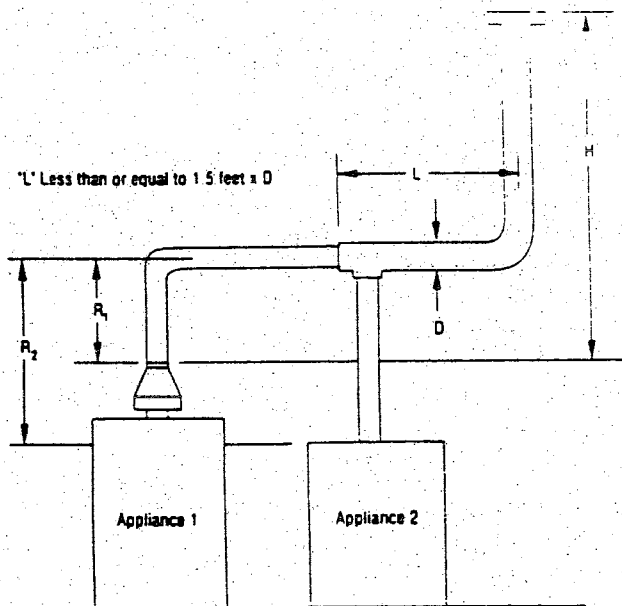 H
"L" Less than or equal to 1.5 feet x D
L
R₁
D
R₂
Appliance 1
Appliance 2